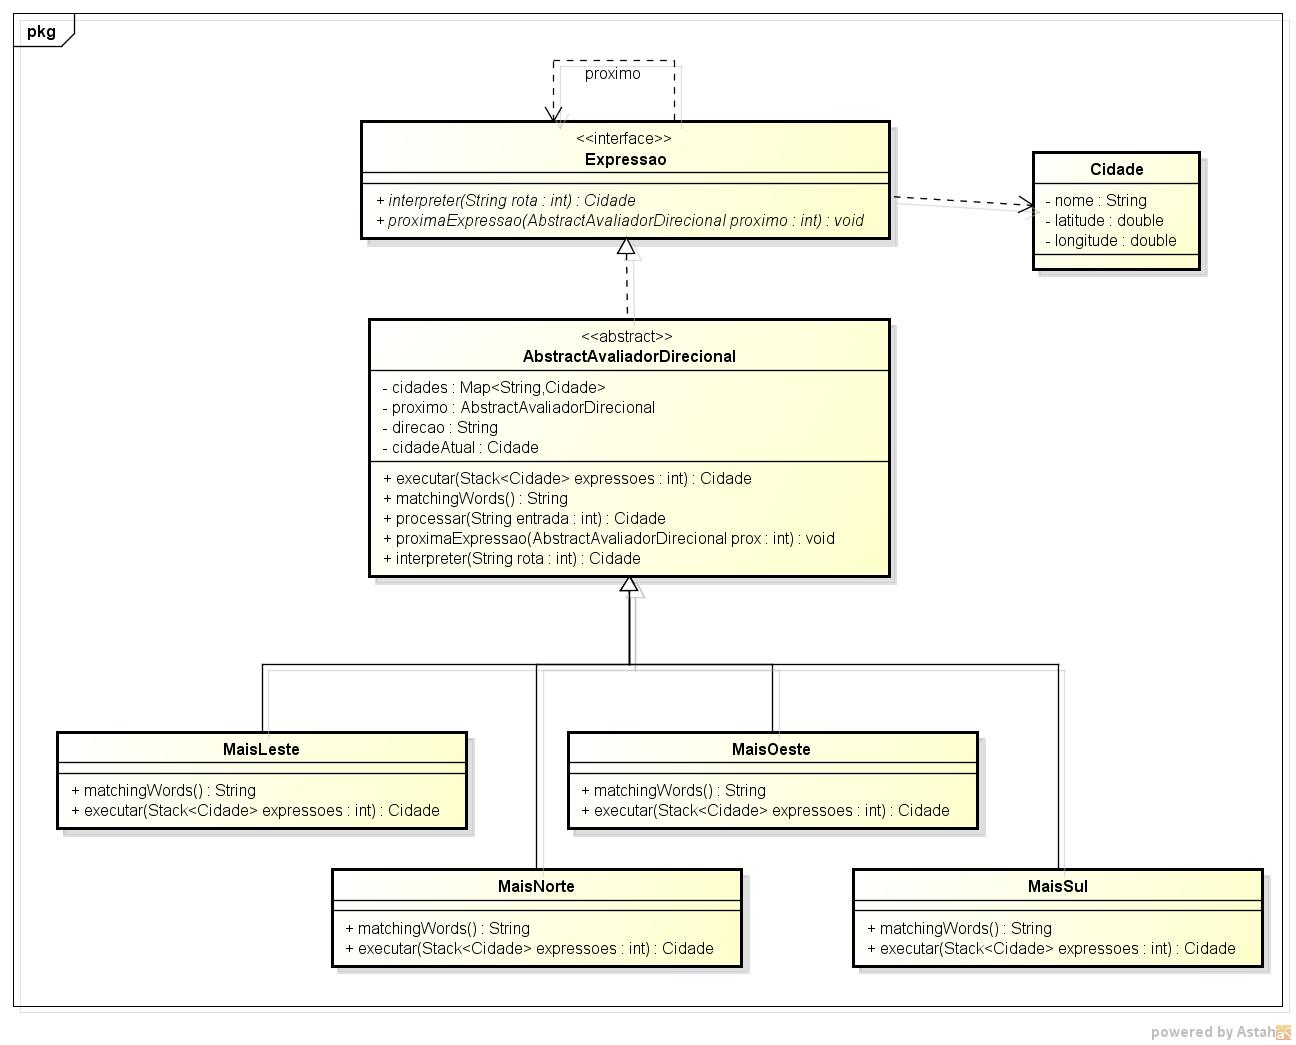 pkg
proximo
<<interface>>
Expressao
+ interpreter(String rota : int) : Cidade
+ proximaExpressao(AbstractAvaliadorDirecional proximo : int) : void
Cidade
- nome : String
- latitude : double
- longitude : double
<<abstract>>
AbstractAvaliadorDirecional
- cidades : Map<String,Cidade>
- proximo : AbstractAvaliadorDirecional
- direcao : String
- cidadeAtual : Cidade
+ executar(Stack<Cidade> expressoes : int) : Cidade
+ matchingWords() : String
+ processar(String entrada : int) : Cidade
+ proximaExpressao(AbstractAvaliadorDirecional prox : int) : void
+ interpreter(String rota : int) : Cidade
MaisLeste
+ matchingWords() : String
+ executar(Stack<Cidade> expressoes : int) : Cidade
MaisOeste
+ matchingWords() : String
+ executar(Stack<Cidade> expressoes : int) : Cidade
MaisNorte
+ matchingWords() : String
+ executar(Stack<Cidade> expressoes : int) : Cidade
MaisSul
+ matchingWords() : String
+ executar(Stack<Cidade> expressoes : int) : Cidade
powered by Astah